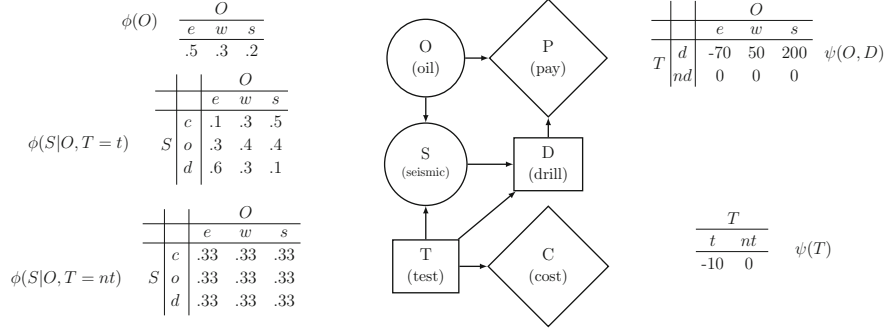 ϕ(O)
O
e w s
.5 .3 .2
ϕ(S|O, T = t)
O
e w s
S
c .1 .3 .5
o .3 .4 .4
d .6 .3 .1
ϕ(S|O, T = nt)
O
e w s
S
c .33 .33 .33
o .33 .33 .33
d .33 .33 .33
O
(oil)
P
(pay)
S
(seismic)
D
(drill)
T
(test)
C
(cost)
O
e w s
T
d -70 50 200
nd 0 0 0
ψ(O, D)
T
t nt
-10 0
ψ(T)